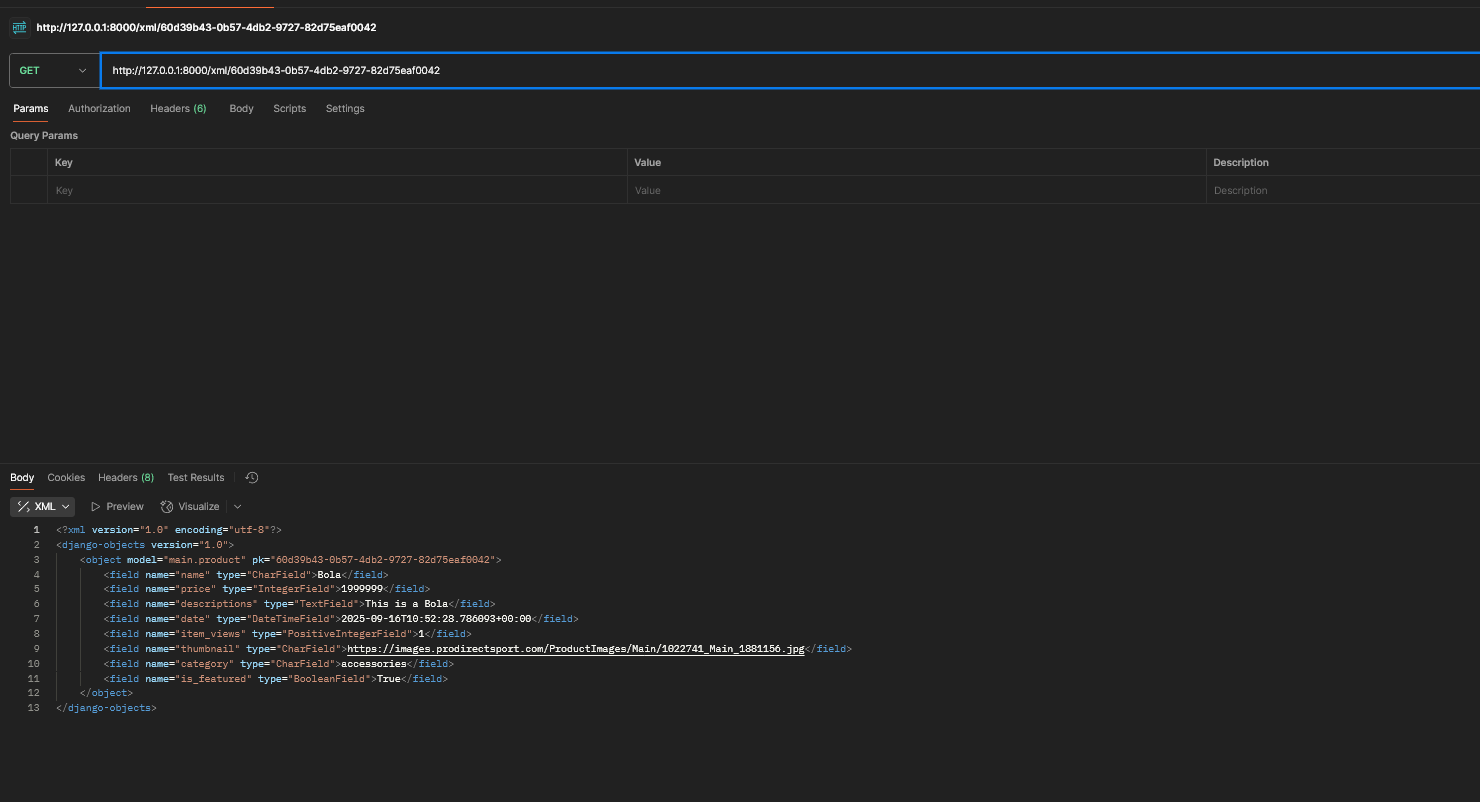 HTTP http://127.0.0.1:8000/xml/60d39b43-0b57-4db2-9727-82d75eaf0042
GET http://127.0.0.1:8000/xml/60d39b43-0b57-4db2-9727-82d75eaf0042
Params Authorization Headers (6) Body Scripts Settings
Query Params
Key Value Description
Key Value Description
Body Cookies Headers (8) Test Results
XML Preview Visualize
1 <?xml version="1.0" encoding="utf-8"?>
2 <django-objects version="1.0">
3 <object model="main.product" pk="60d39b43-0b57-4db2-9727-82d75eaf0042">
4 <field name="name" type="CharField">Bola</field>
5 <field name="price" type="IntegerField">1999999</field>
6 <field name="descriptions" type="TextField">This is a Bola</field>
7 <field name="date" type="DateTimeField">2025-09-16T10:52:28.786093+00:00</field>
8 <field name="item_views" type="PositiveIntegerField">1</field>
9 <field name="thumbnail" type="CharField">https://images.prodirectsport.com/ProductImages/Main/1022741_Main_1881156.jpg</field>
10 <field name="category" type="CharField">accessories</field>
11 <field name="is_featured" type="BooleanField">True</field>
12 </object>
13 </django-objects>